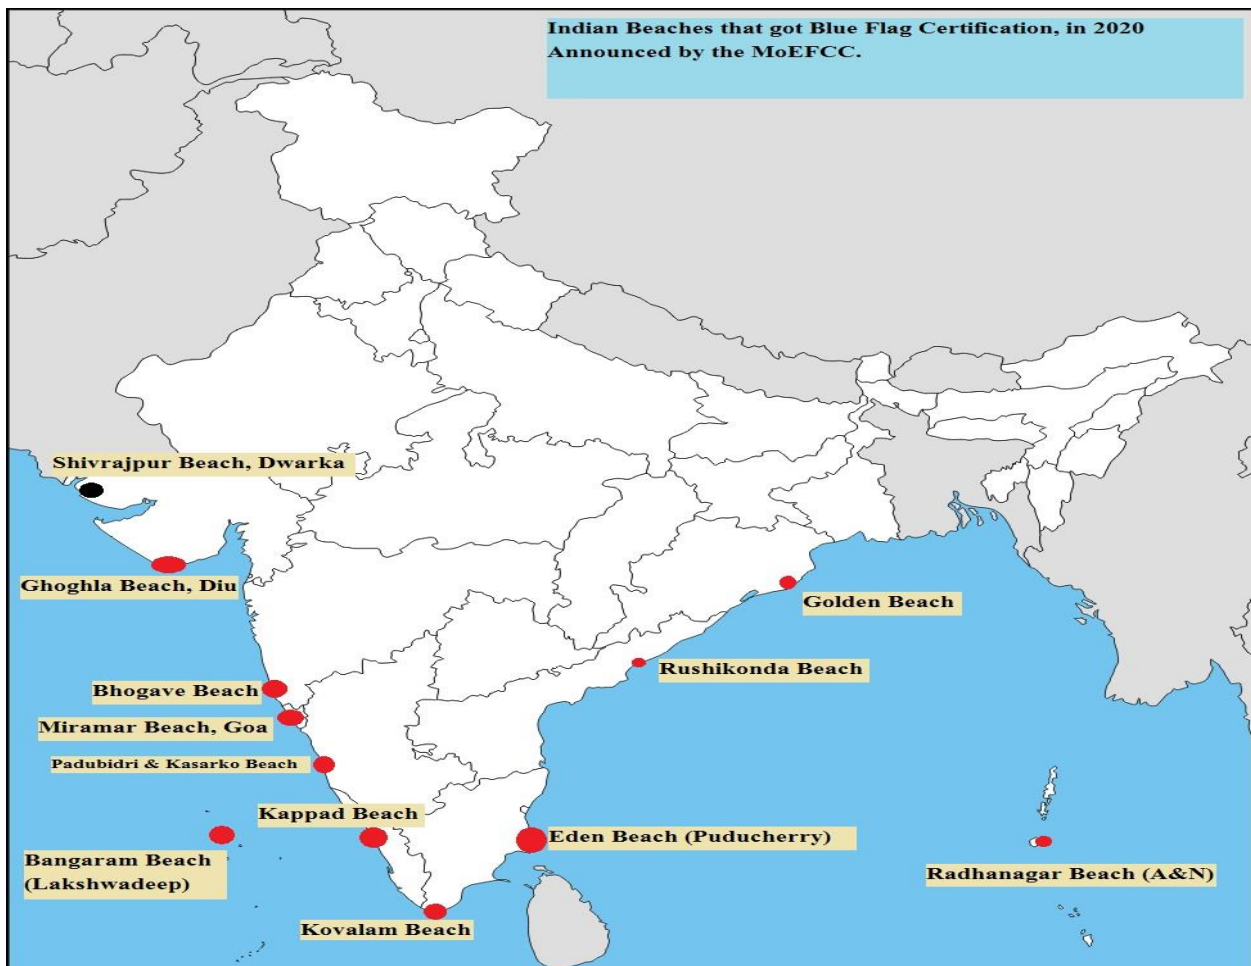 Indian Beaches that got Blue Flag Certification, in 2020
Announced by the MoEFCC.
Shivrajpur Beach, Dwarka
Ghoghla Beach, Diu
Golden Beach
Rushikonda Beach
Bhogave Beach
Miramar Beach, Goa
Padubidri & Kasarko Beach
Kappad Beach
Eden Beach (Puducherry)
Bangaram Beach
(Lakshwadeep)
Radhanagar Beach (A&N)
Kovalam Beach